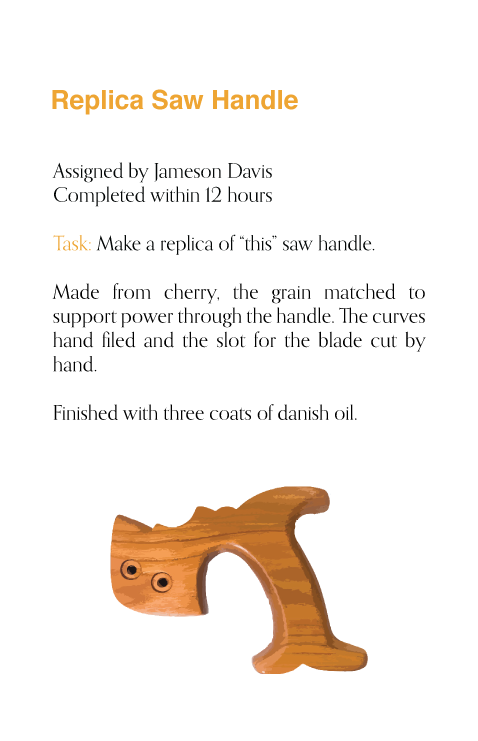 Replica Saw Handle
Assigned by Jameson Davis
Completed within 12 hours
Task: Make a replica of “this” saw handle.
Made from cherry, the grain matched to
support power through the handle. The curves
hand filed and the slot for the blade cut by
hand.
Finished with three coats of danish oil.